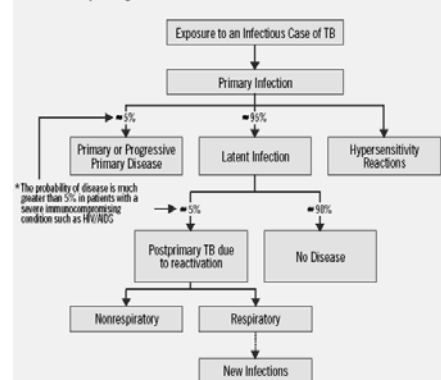 Exposure to an Infectious Case of TB
Primary Infection
≈5%
≈95%
Primary or Progressive
Primary Disease
Latent Infection
Hypersensitivity
Reactions
*The probability of disease is much
greater than 5% in patients with a
severe immunocompromising
condition such as HIV/AIDS
≈5%
≈90%
Postprimary TB due
to reactivation
No Disease
Nonrespiratory
Respiratory
New Infections